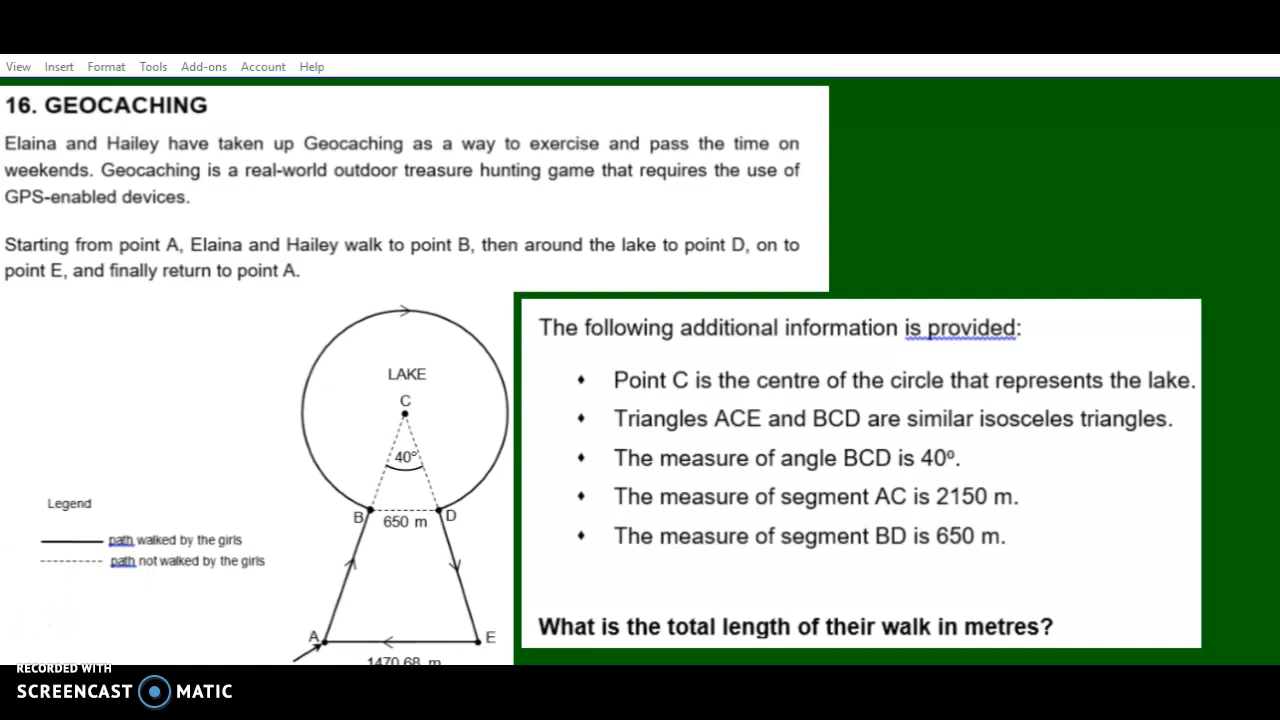 View Insert Format Tools Add-ons Account Help
16. GEOCACHING
Elaina and Hailey have taken up Geocaching as a way to exercise and pass the time on
weekends. Geocaching is a real-world outdoor treasure hunting game that requires the use of
GPS-enabled devices.
Starting from point A, Elaina and Hailey walk to point B, then around the lake to point D, on to
point E, and finally return to point A.
LAKE
C
40º
B
650 m
D
A
E
1470.68 m
Legend
path walked by the girls
path not walked by the girls
The following additional information is provided:
♦ Point C is the centre of the circle that represents the lake.
♦ Triangles ACE and BCD are similar isosceles triangles.
♦ The measure of angle BCD is 40º.
♦ The measure of segment AC is 2150 m.
♦ The measure of segment BD is 650 m.
What is the total length of their walk in metres?
RECORDED WITH
SCREENCAST MATIC